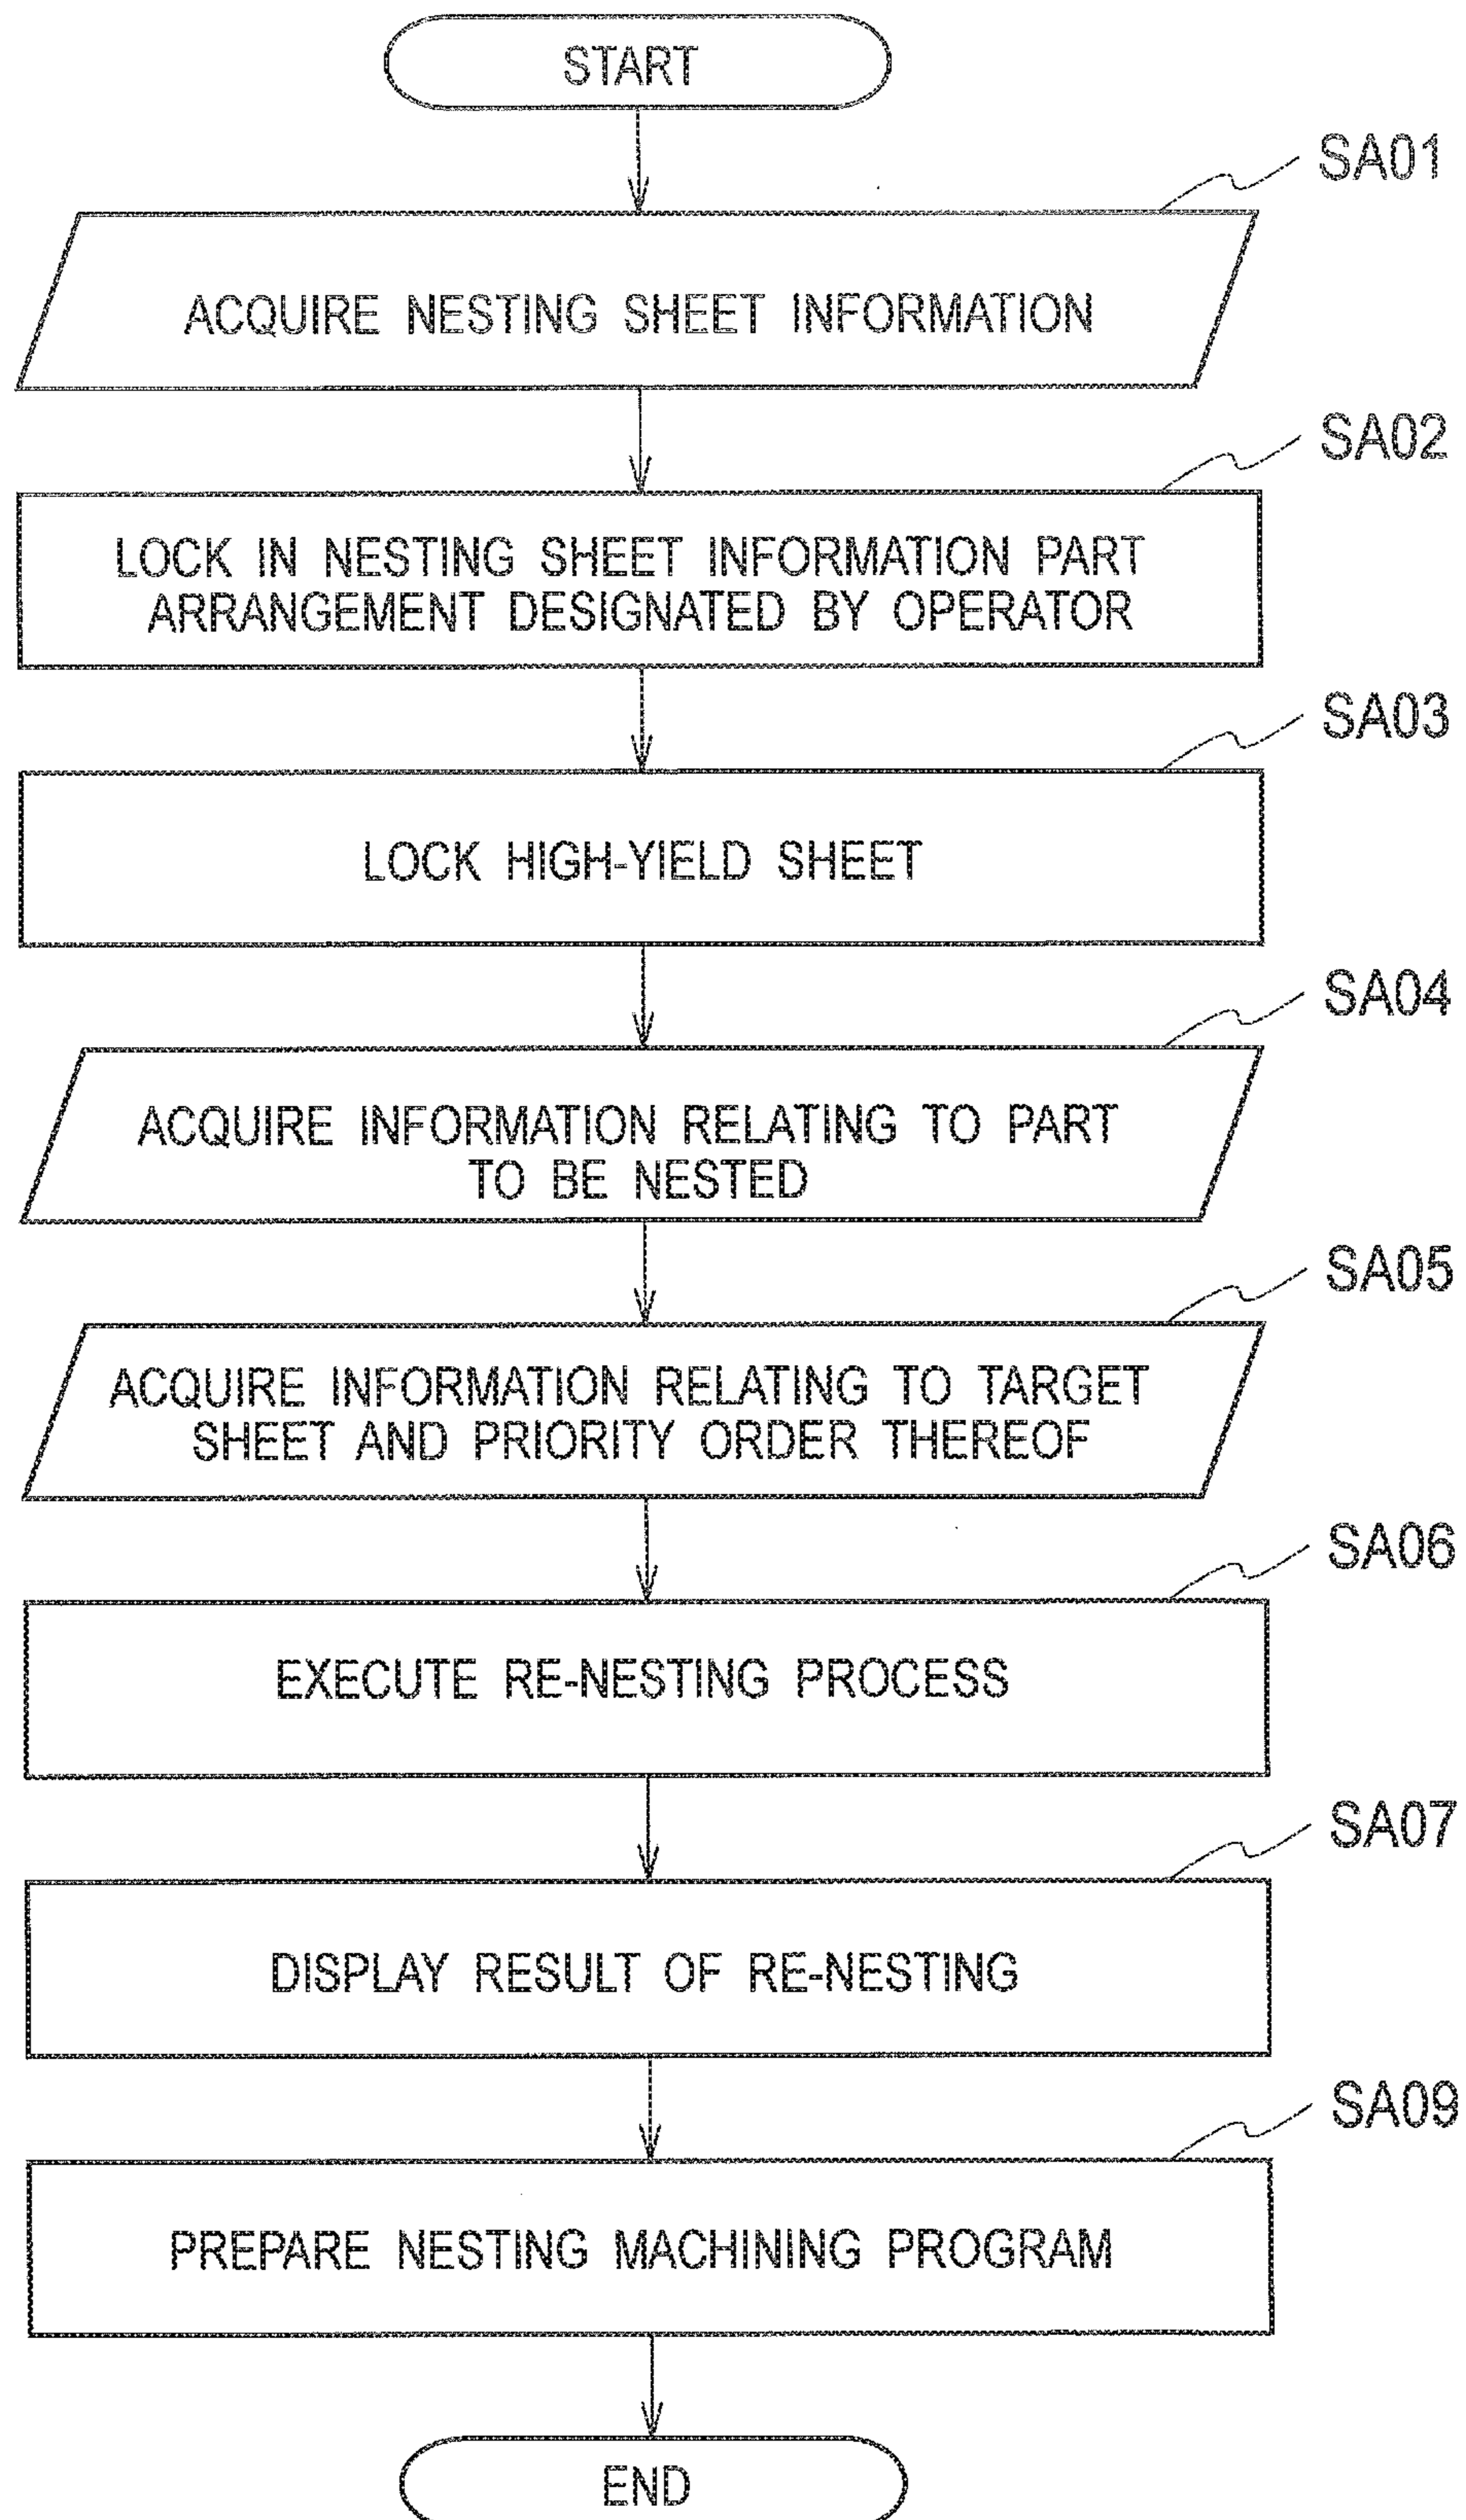 START
SA01
ACQUIRE NESTING SHEET INFORMATION
SA02
LOCK IN NESTING SHEET INFORMATION PART
ARRANGEMENT DESIGNATED BY OPERATOR
SA03
LOCK HIGH-YIELD SHEET
SA04
ACQUIRE INFORMATION RELATING TO PART
TO BE NESTED
SA05
ACQUIRE INFORMATION RELATING TO TARGET
SHEET AND PRIORITY ORDER THEREOF
SA06
EXECUTE RE-NESTING PROCESS
SA07
DISPLAY RESULT OF RE-NESTING
SA09
PREPARE NESTING MACHINING PROGRAM
END